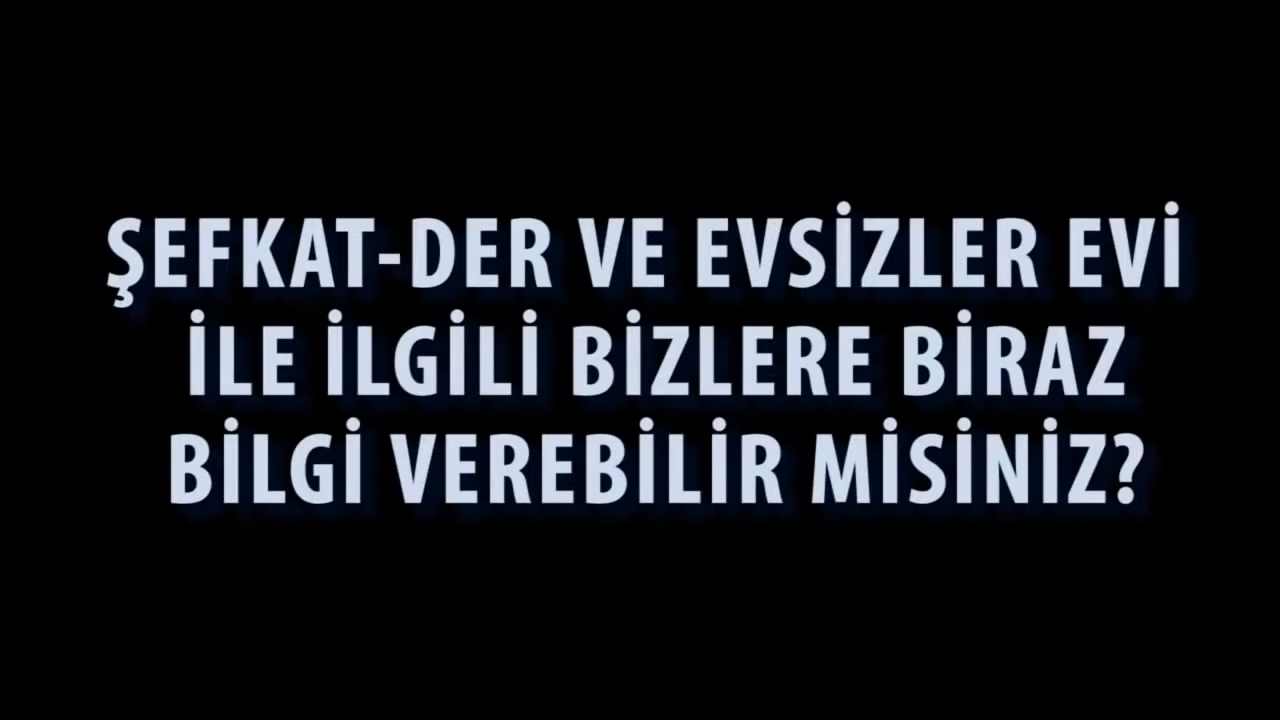 ŞEFKAT-DER VE EVSİZLER EVİ
İLE İLGİLİ BİZLERE BİRAZ
BİLGİ VEREBİLİR MİSİNİZ?